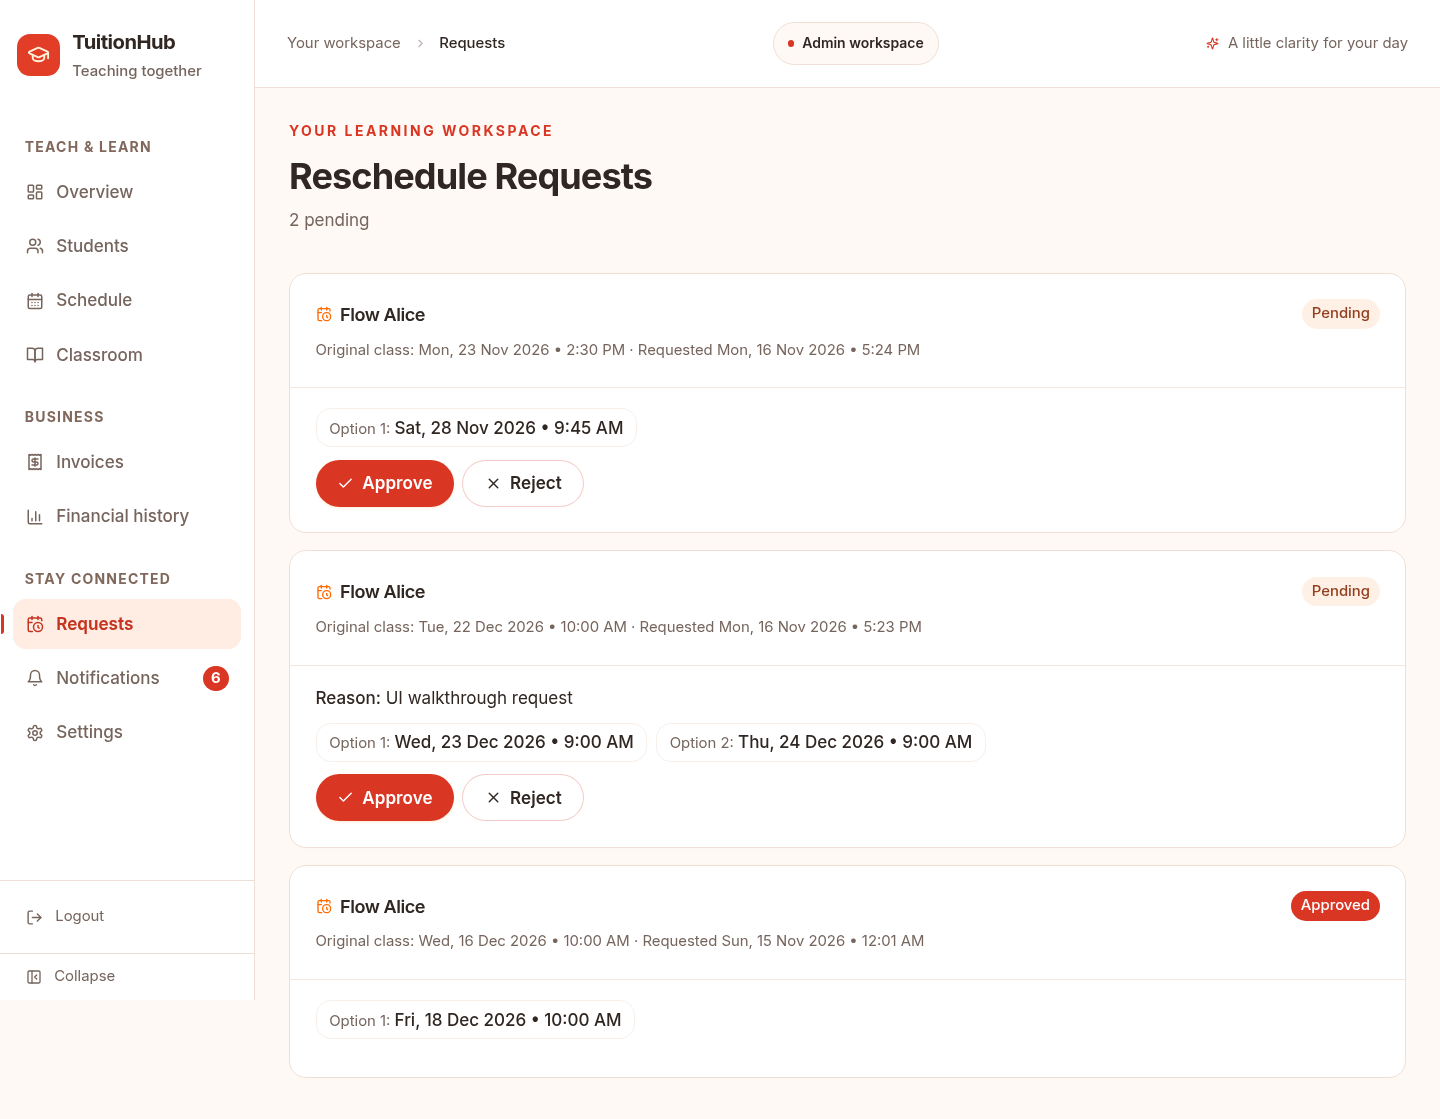 TuitionHub
Teaching together
TEACH & LEARN
Overview
Students
Schedule
Classroom
BUSINESS
Invoices
Financial history
STAY CONNECTED
Requests
Notifications 6
Settings
Logout
Collapse
Your workspace > Requests
Admin workspace
A little clarity for your day
YOUR LEARNING WORKSPACE
Reschedule Requests
2 pending
Flow Alice
Pending
Original class: Mon, 23 Nov 2026 • 2:30 PM · Requested Mon, 16 Nov 2026 • 5:24 PM
Option 1: Sat, 28 Nov 2026 • 9:45 AM
Approve Reject
Flow Alice
Pending
Original class: Tue, 22 Dec 2026 • 10:00 AM · Requested Mon, 16 Nov 2026 • 5:23 PM
Reason: UI walkthrough request
Option 1: Wed, 23 Dec 2026 • 9:00 AM Option 2: Thu, 24 Dec 2026 • 9:00 AM
Approve Reject
Flow Alice
Approved
Original class: Wed, 16 Dec 2026 • 10:00 AM · Requested Sun, 15 Nov 2026 • 12:01 AM
Option 1: Fri, 18 Dec 2026 • 10:00 AM